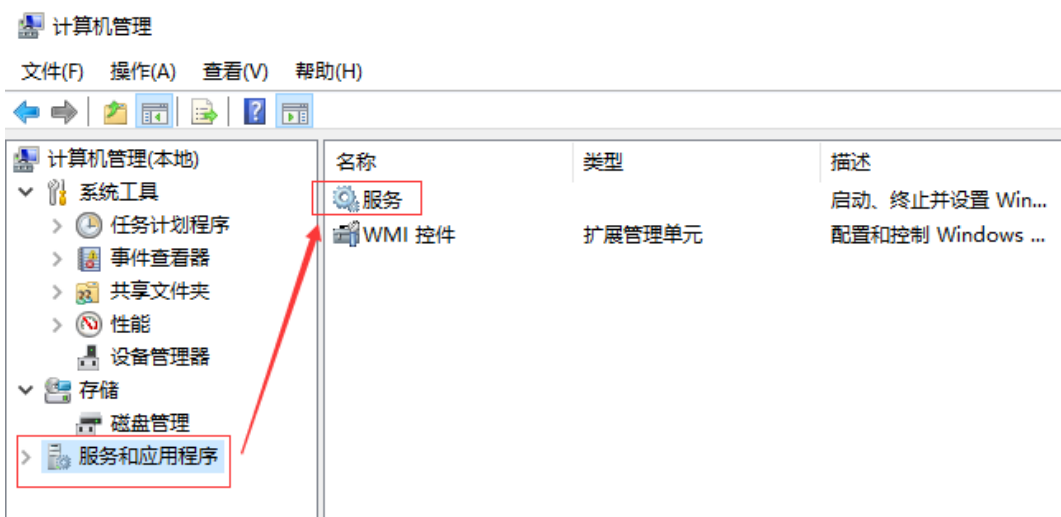 计算机管理
文件(F) 操作(A) 查看(V) 帮助(H)
计算机管理(本地)
系统工具
任务计划程序
事件查看器
共享文件夹
性能
设备管理器
存储
磁盘管理
服务和应用程序
名称 类型 描述
服务 启动、终止并设置 Win...
WMI 控件 扩展管理单元 配置和控制 Windows ...